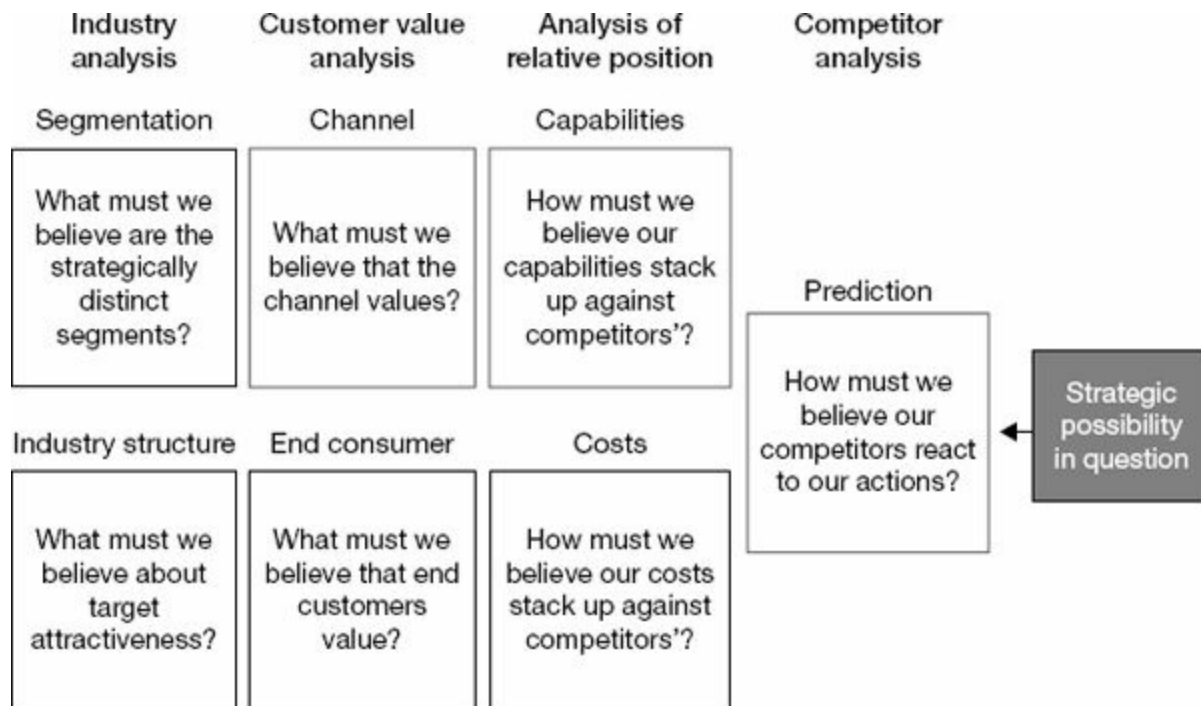 Industry
analysis
Customer value
analysis
Analysis of
relative position
Competitor
analysis
Segmentation
What must we
believe are the
strategically
distinct
segments?
Channel
What must we
believe that the
channel values?
Capabilities
How must we
believe our
capabilities stack
up against
competitors'?
Industry structure
What must we
believe about
target
attractiveness?
End consumer
What must we
believe that end
customers
value?
Costs
How must we
believe our costs
stack up against
competitors'?
Prediction
How must we
believe our
competitors react
to our actions?
Strategic
possibility
in question